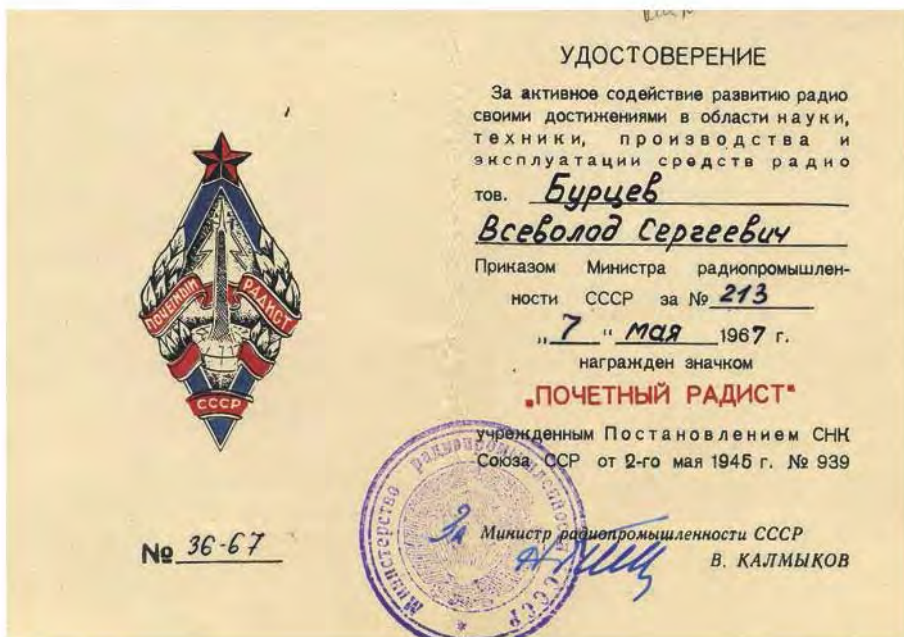 ПОЧЕТНЫЙ РАДИСТ
СССР
№ 36-67
УДОСТОВЕРЕНИЕ
За активное содействие развитию радио
своими достижениями в области науки,
техники, производства и
эксплуатации средств радио
тов. Бурцев
Всеволод Сергеевич
Приказом Министра радиопромышлен-
ности СССР за № 213
„ 7 " мая 1967 г.
награжден значком
„ПОЧЕТНЫЙ РАДИСТ"
учрежденным Постановлением СНК
Союза ССР от 2-го мая 1945 г. № 939
Министерство радиопромышленности СССР
За Министр радиопромышленности СССР
В. КАЛМЫКОВ